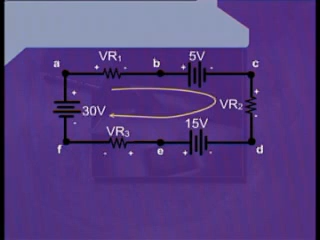 VR1 5V
a + - b + - c
+ +
30V VR2
- -
VR3 15V
f - + e + - d